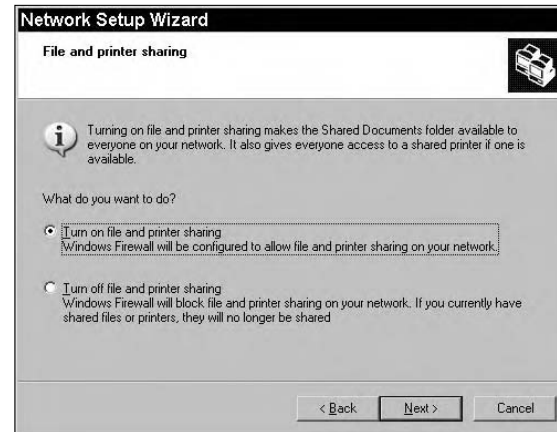 Network Setup Wizard
File and printer sharing
Turning on file and printer sharing makes the Shared Documents folder available to
everyone on your network. It also gives everyone access to a shared printer if one is
available.
What do you want to do?
Turn on file and printer sharing
Windows Firewall will be configured to allow file and printer sharing on your network.
Turn off file and printer sharing
Windows Firewall will block file and printer sharing on your network. If you currently have
shared files or printers, they will no longer be shared
< Back
Next >
Cancel